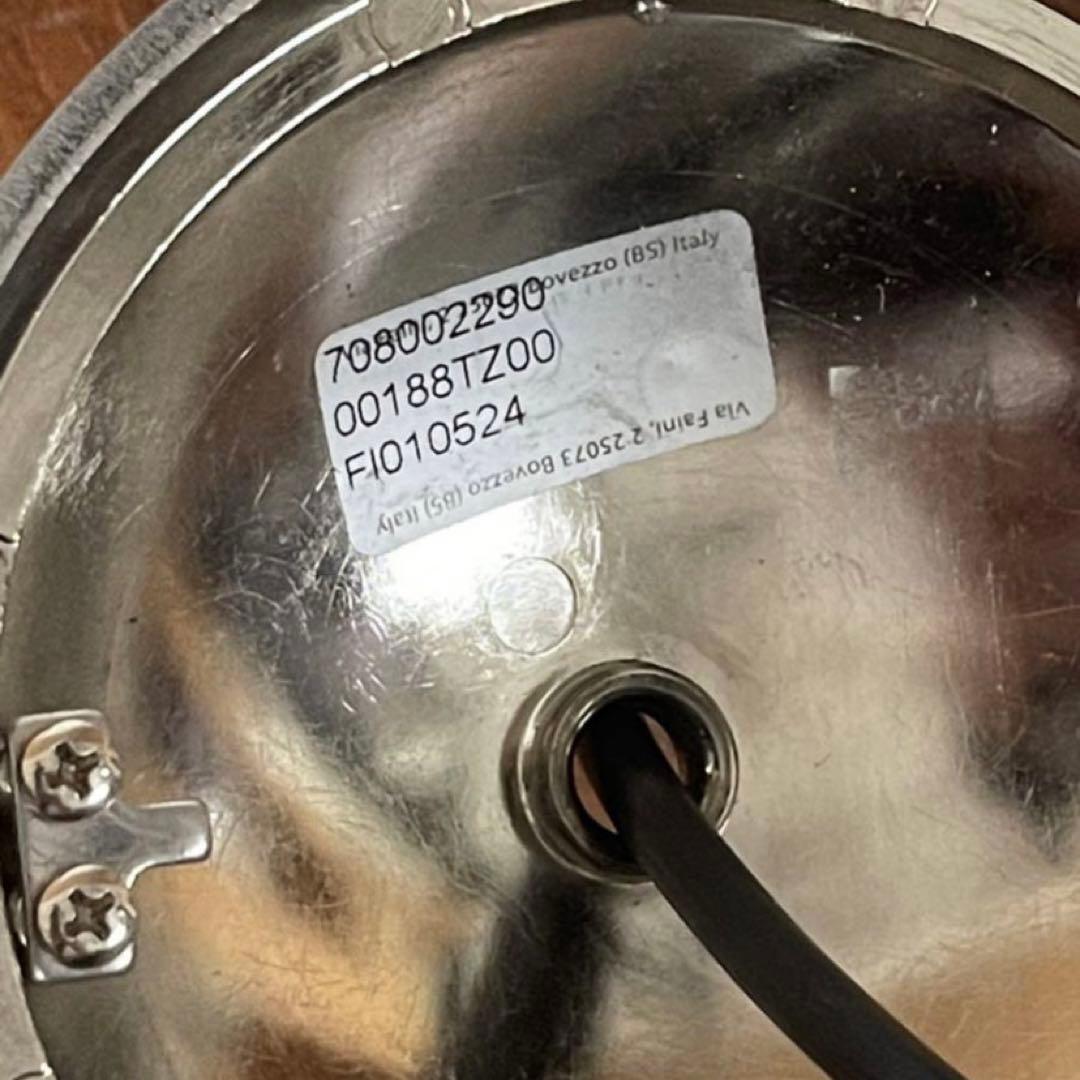 Bovezzo (BS) Italy
708002290
00188TZ00
FI010524
Via Faini, 2 25073 Bovezzo (BS) Italy